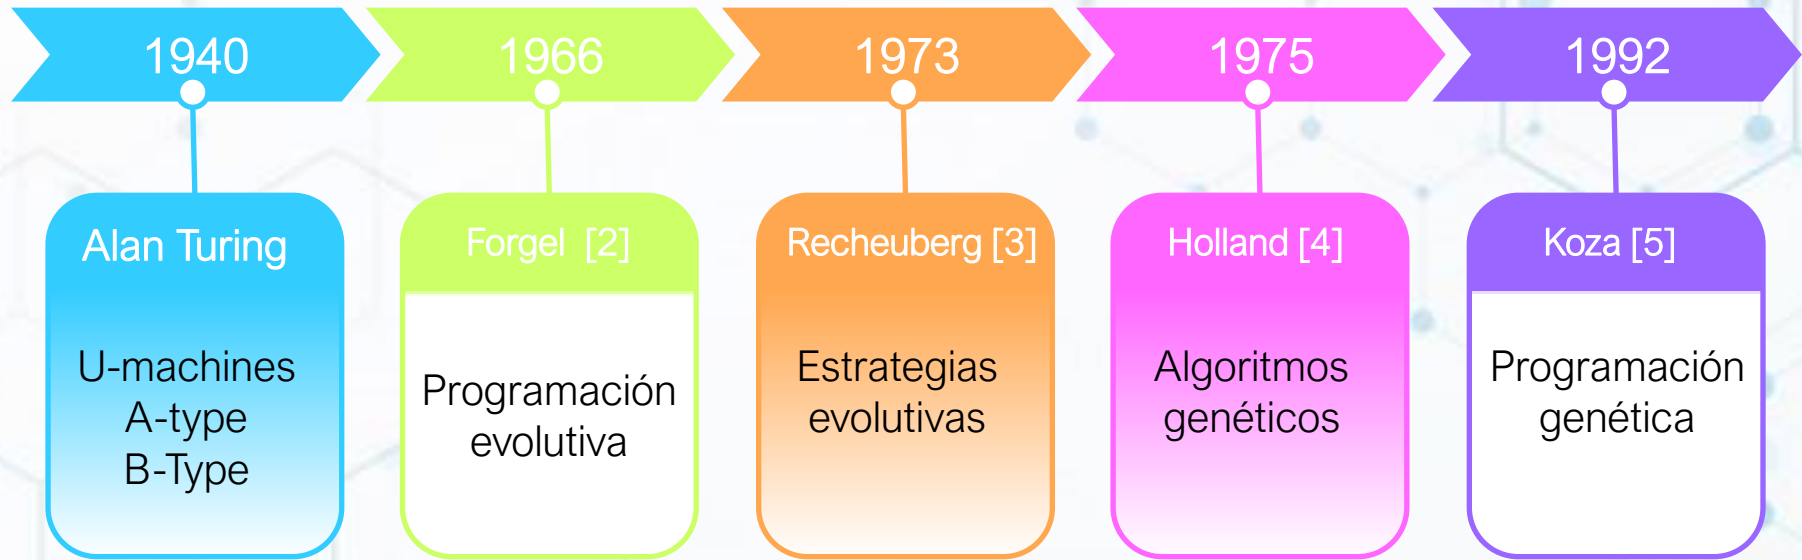 1940
1966
1973
1975
1992
Alan Turing
U-machines
A-type
B-Type
Forgel [2]
Programación
evolutiva
Recheuberg [3]
Estrategias
evolutivas
Holland [4]
Algoritmos
genéticos
Koza [5]
Programación
genética